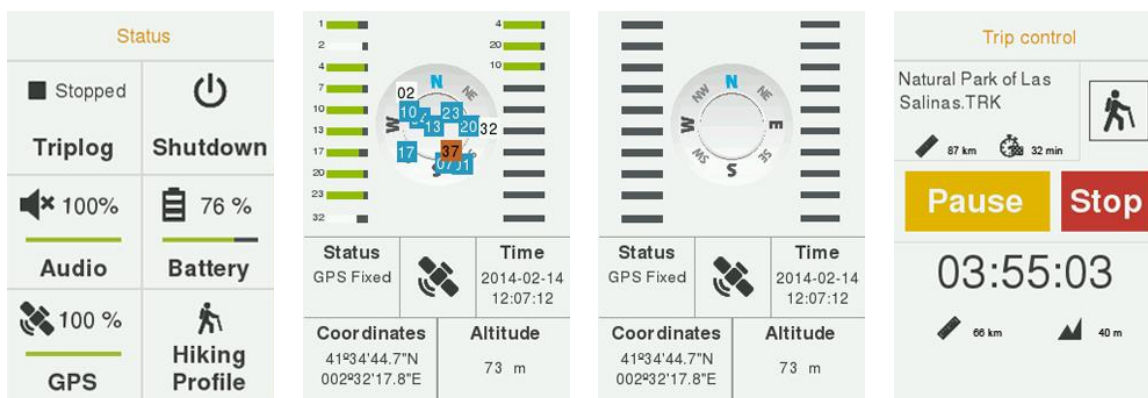 Status
Stopped
Triplog
Shutdown
100%
76 %
Audio
Battery
100 %
GPS
Hiking
Profile
1
2
4
7
10
13
17
20
23
32
4
20
10
N
NE
W
S
02
10
13
23
20
32
17
37
07
01
Status
GPS Fixed
Time
2014-02-14
12:07:12
Coordinates
41º34'44.7"N
002º32'17.8"E
Altitude
73 m
N
NW
NE
W
E
SW
SE
S
Status
GPS Fixed
Time
2014-02-14
12:07:12
Coordinates
41º34'44.7"N
002º32'17.8"E
Altitude
73 m
Trip control
Natural Park of Las
Salinas.TRK
87 km
32 min
Pause
Stop
03:55:03
66 km
40 m